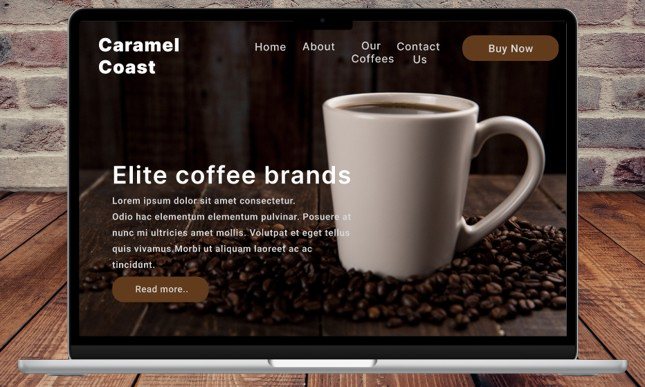 Caramel
Coast
Home
About
Our
Coffees
Contact
Us
Buy Now
Elite coffee brands
Lorem ipsum dolor sit amet consectetur.
Odio hac elementum elementum pulvinar. Posuere at
nunc mi ultricies amet mollis. Volutpat et eget tellus
quis vivamus.Morbi ut aliquam laoreet ac ac
tincidunt.
Read more..